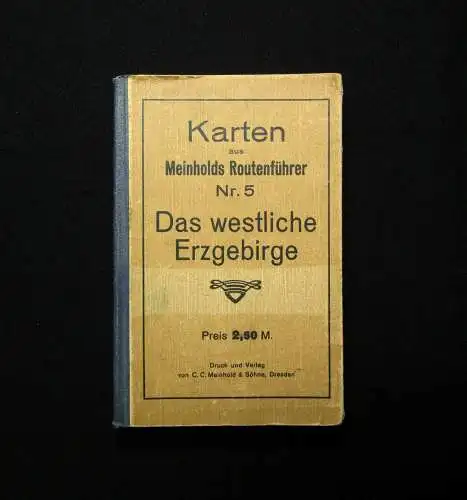 Karten
aus
Meinholds Routenführer
Nr. 5
Das westliche
Erzgebirge
Preis 2,50 M.
Druck und Verlag
von C. C. Meinhold & Söhne, Dresden